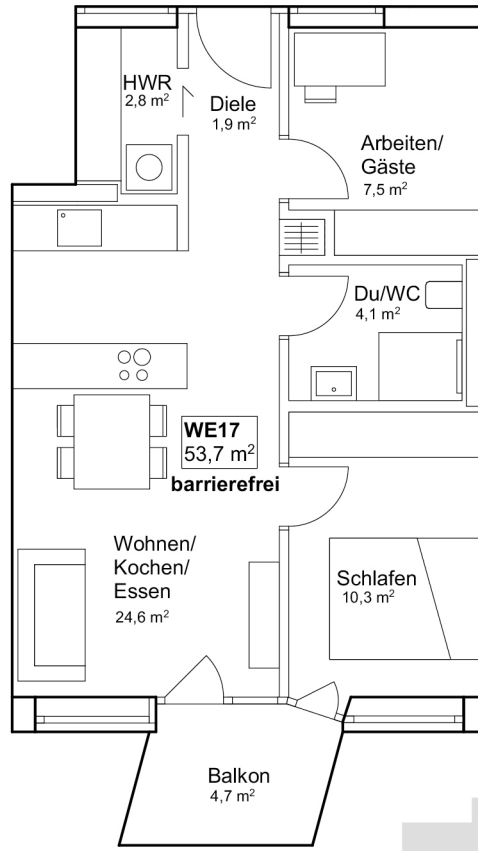 HWR
2,8 m²
Diele
1,9 m²
Arbeiten/
Gäste
7,5 m²
Du/WC
4,1 m²
WE17
53,7 m²
barrierefrei
Wohnen/
Kochen/
Essen
24,6 m²
Schlafen
10,3 m²
Balkon
4,7 m²